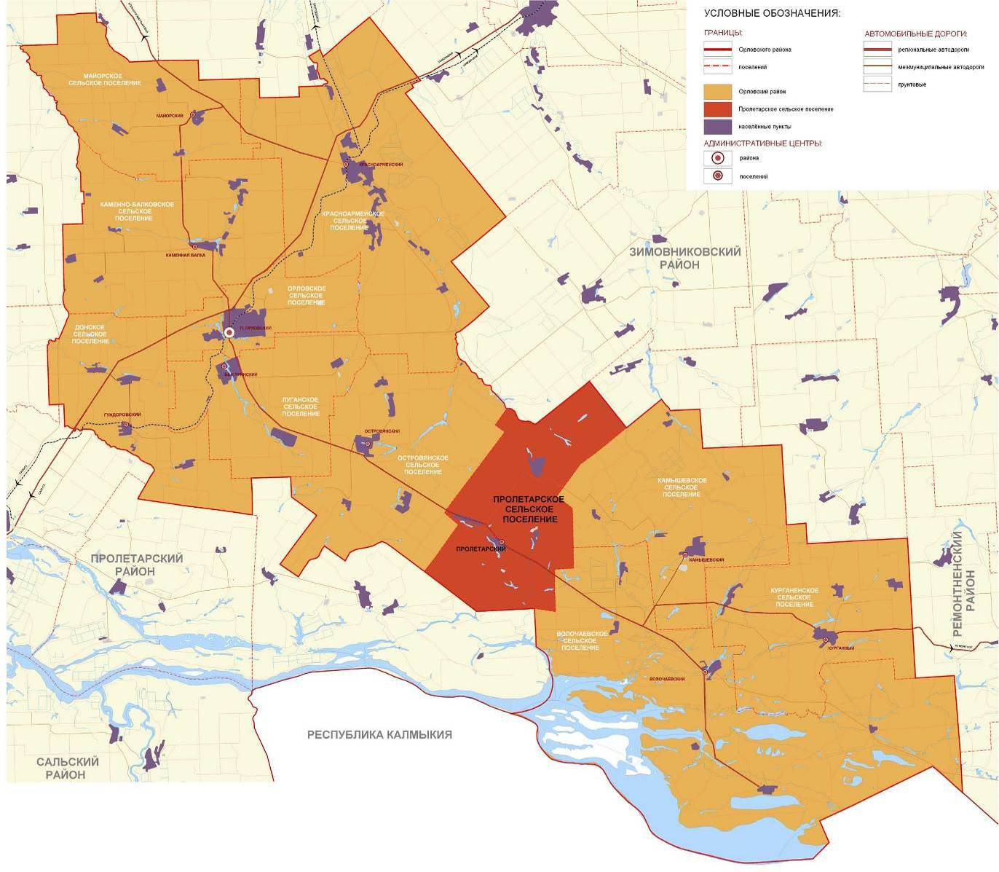 УСЛОВНЫЕ ОБОЗНАЧЕНИЯ:
ГРАНИЦЫ:
Орловского района
поселений
Орловский район
Пролетарское сельское поселение
населённые пункты
АДМИНИСТРАТИВНЫЕ ЦЕНТРЫ:
района
поселений
АВТОМОБИЛЬНЫЕ ДОРОГИ:
региональные автодороги
межмуниципальные автодороги
грунтовые
МАЙОРСКОЕ
СЕЛЬСКОЕ ПОСЕЛЕНИЕ
МАЙОРСКИЙ
КРАСНОАРМЕЙСКИЙ
КАМЕННО-БАЛКОВСКОЕ
СЕЛЬСКОЕ
ПОСЕЛЕНИЕ
КРАСНОАРМЕЙСКОЕ
СЕЛЬСКОЕ
ПОСЕЛЕНИЕ
КАМЕННАЯ БАЛКА
ЗИМОВНИКОВСКИЙ
РАЙОН
ОРЛОВСКОЕ
СЕЛЬСКОЕ
ПОСЕЛЕНИЕ
ДОНСКОЕ
СЕЛЬСКОЕ
ПОСЕЛЕНИЕ
П. ОРЛОВСКИЙ
БЫСТРЯНСКИЙ
ЛУГАНСКОЕ
СЕЛЬСКОЕ
ПОСЕЛЕНИЕ
ГУНДОРОВСКИЙ
ОСТРОВЯНСКИЙ
ОСТРОВЯНСКОЕ
СЕЛЬСКОЕ
ПОСЕЛЕНИЕ
САЛЬСК
САЛЬСК
КАМЫШЕВСКОЕ
СЕЛЬСКОЕ
ПОСЕЛЕНИЕ
ПРОЛЕТАРСКОЕ
СЕЛЬСКОЕ
ПОСЕЛЕНИЕ
ПРОЛЕТАРСКИЙ
КАМЫШЕВСКИЙ
ПРОЛЕТАРСКИЙ
РАЙОН
РЕМОНТНЕНСКИЙ
РАЙОН
КУРГАНЕНСКОЕ
СЕЛЬСКОЕ
ПОСЕЛЕНИЕ
ВОЛОЧАЕВСКОЕ
СЕЛЬСКОЕ
ПОСЕЛЕНИЕ
КУРГАННЫЙ
РЕМОНТНОЕ
ВОЛОЧАЕВСКИЙ
РЕСПУБЛИКА КАЛМЫКИЯ
САЛЬСКИЙ
РАЙОН